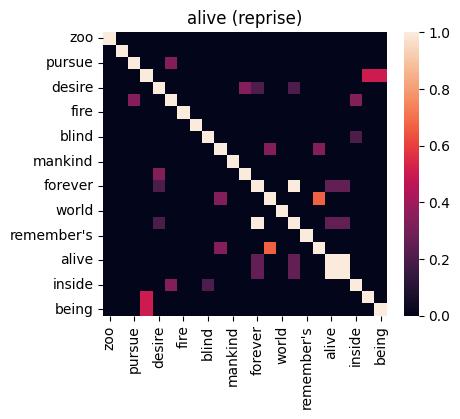 alive (reprise)
zoo
pursue
desire
fire
blind
mankind
forever
world
remember's
alive
inside
being
1.0
0.8
0.6
0.4
0.2
0.0
zoo
pursue
desire
fire
blind
mankind
forever
world
remember's
alive
inside
being